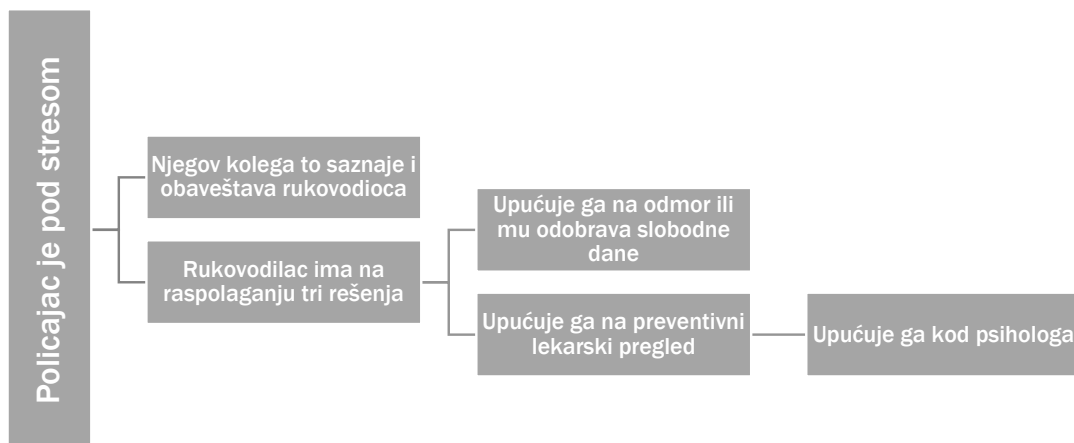 Policajac je pod stresom
Njegov kolega to saznaje i
obaveštava rukovodioca
Rukovodilac ima na
raspolaganju tri rešenja
Upućuje ga na odmor ili
mu odobrava slobodne
dane
Upućuje ga na preventivni
lekarski pregled
Upućuje ga kod psihologa